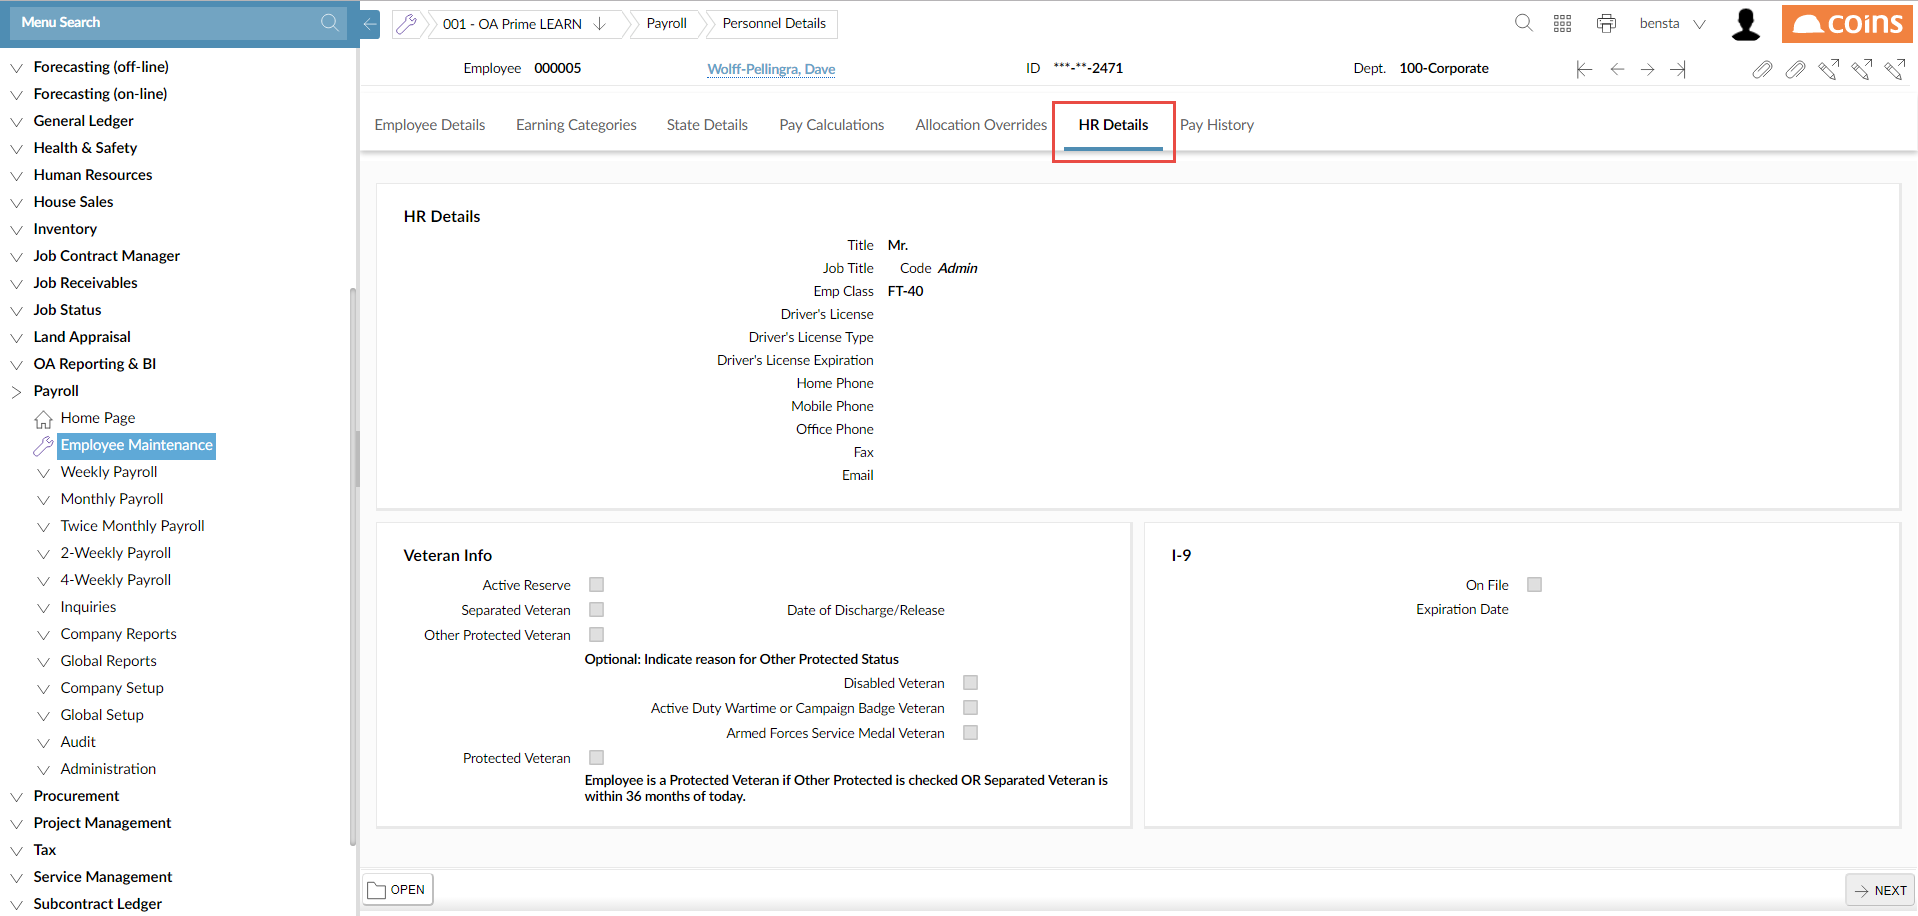 Menu Search
Forecasting (off-line)
Forecasting (on-line)
General Ledger
Health & Safety
Human Resources
House Sales
Inventory
Job Contract Manager
Job Receivables
Job Status
Land Appraisal
OA Reporting & BI
Payroll
Home Page
Employee Maintenance
Weekly Payroll
Monthly Payroll
Twice Monthly Payroll
2-Weekly Payroll
4-Weekly Payroll
Inquiries
Company Reports
Global Reports
Company Setup
Global Setup
Audit
Administration
Procurement
Project Management
Tax
Service Management
Subcontract Ledger
001 - OA Prime LEARN Payroll Personnel Details bensta coins
Employee 000005 Wolff-Pellingra, Dave ID ***-**-2471 Dept. 100-Corporate
Employee Details Earning Categories State Details Pay Calculations Allocation Overrides HR Details Pay History
HR Details
Title Mr.
Job Title Code Admin
Emp Class FT-40
Driver's License
Driver's License Type
Driver's License Expiration
Home Phone
Mobile Phone
Office Phone
Fax
Email
Veteran Info
Active Reserve
Separated Veteran Date of Discharge/Release
Other Protected Veteran
Optional: Indicate reason for Other Protected Status
Disabled Veteran
Active Duty Wartime or Campaign Badge Veteran
Armed Forces Service Medal Veteran
Protected Veteran
Employee is a Protected Veteran if Other Protected is checked OR Separated Veteran is
within 36 months of today.
I-9
On File
Expiration Date
OPEN NEXT